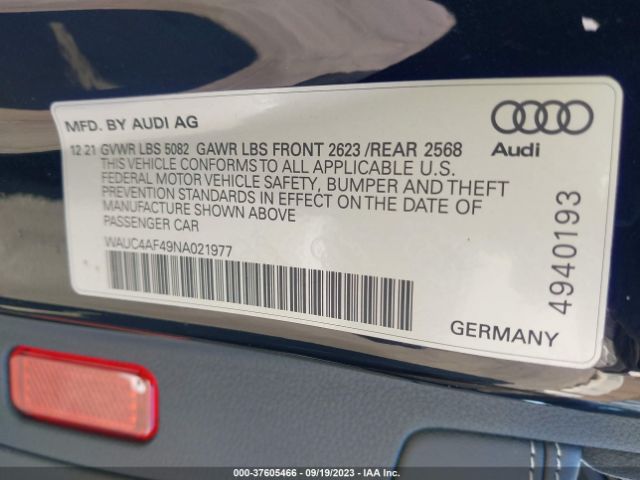 MFD. BY AUDI AG
12 21 GVWR LBS 5082 GAWR LBS FRONT 2623 /REAR 2568
THIS VEHICLE CONFORMS TO ALL APPLICABLE U.S.
FEDERAL MOTOR VEHICLE SAFETY, BUMPER AND THEFT
PREVENTION STANDARDS IN EFFECT ON THE DATE OF
MANUFACTURE SHOWN ABOVE
PASSENGER CAR
WAUC4AF49NA021977
Audi
4940193
GERMANY
000-37605466 - 09/19/2023 - IAA Inc.